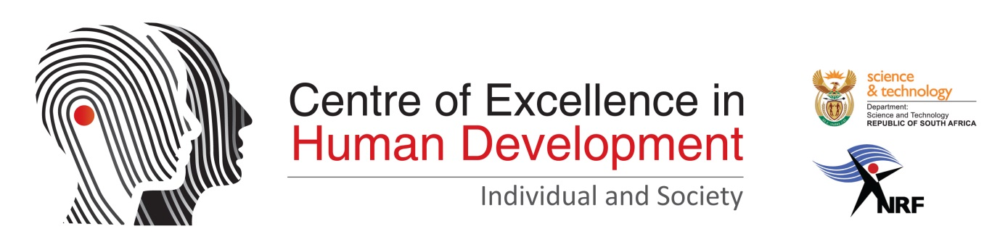 Centre of Excellence in
Human Development
Individual and Society
science
& technology
Department:
Science and Technology
REPUBLIC OF SOUTH AFRICA
NRF